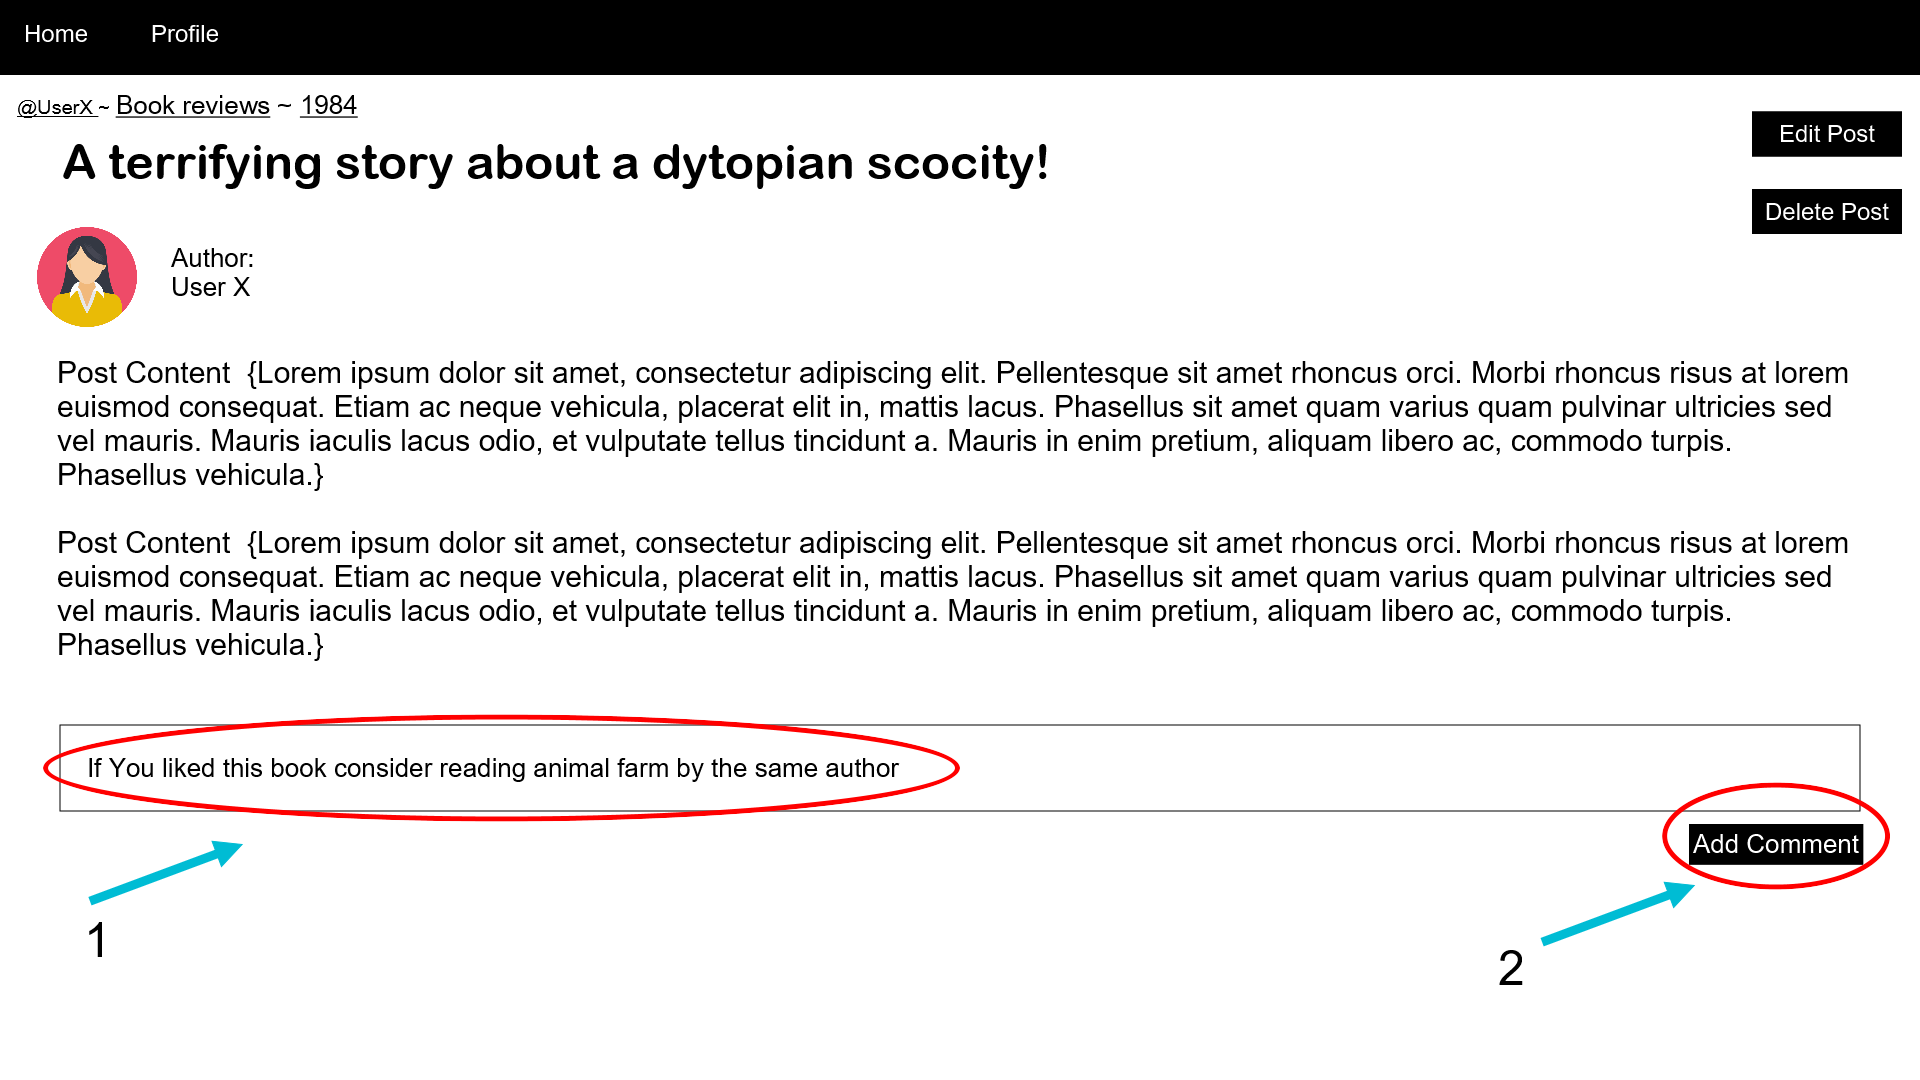 Home Profile
@UserX ~ Book reviews ~ 1984
Edit Post
A terrifying story about a dytopian scocity!
Delete Post
Author:
User X
Post Content  {Lorem ipsum dolor sit amet, consectetur adipiscing elit. Pellentesque sit amet rhoncus orci. Morbi rhoncus risus at lorem
euismod consequat. Etiam ac neque vehicula, placerat elit in, mattis lacus. Phasellus sit amet quam varius quam pulvinar ultricies sed
vel mauris. Mauris iaculis lacus odio, et vulputate tellus tincidunt a. Mauris in enim pretium, aliquam libero ac, commodo turpis.
Phasellus vehicula.}
Post Content  {Lorem ipsum dolor sit amet, consectetur adipiscing elit. Pellentesque sit amet rhoncus orci. Morbi rhoncus risus at lorem
euismod consequat. Etiam ac neque vehicula, placerat elit in, mattis lacus. Phasellus sit amet quam varius quam pulvinar ultricies sed
vel mauris. Mauris iaculis lacus odio, et vulputate tellus tincidunt a. Mauris in enim pretium, aliquam libero ac, commodo turpis.
Phasellus vehicula.}
If You liked this book consider reading animal farm by the same author
Add Comment
1
2